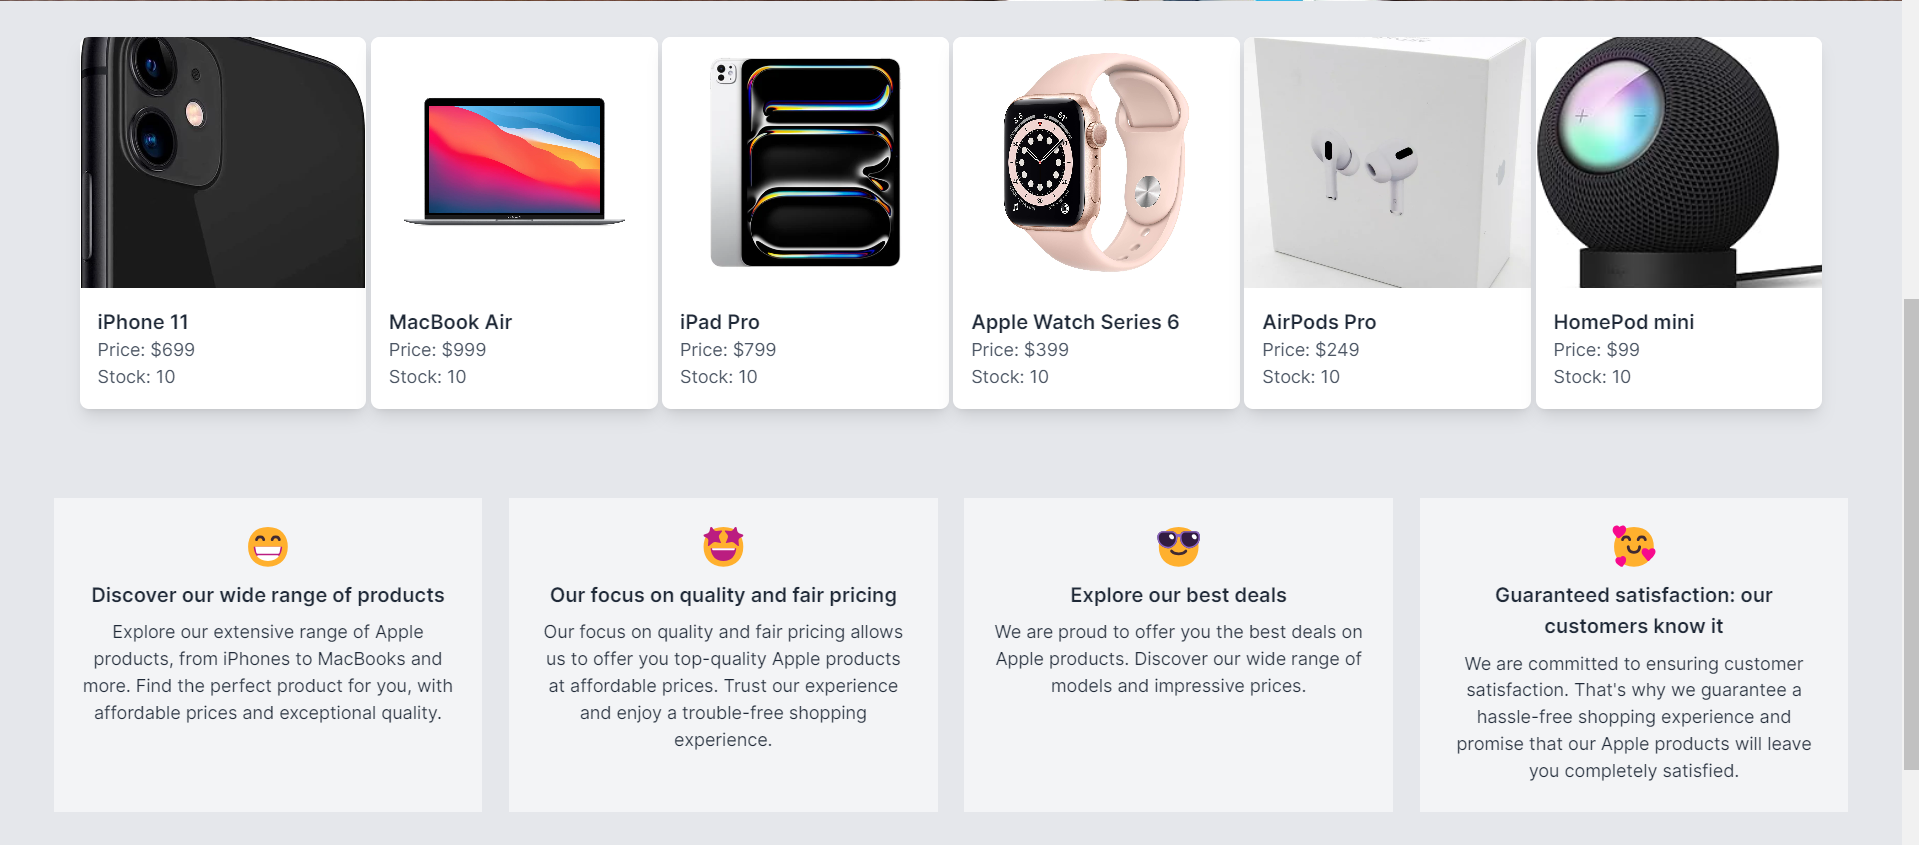 iPhone 11
Price: $699
Stock: 10
MacBook Air
Price: $999
Stock: 10
iPad Pro
Price: $799
Stock: 10
Apple Watch Series 6
Price: $399
Stock: 10
AirPods Pro
Price: $249
Stock: 10
HomePod mini
Price: $99
Stock: 10
Discover our wide range of products
Explore our extensive range of Apple
products, from iPhones to MacBooks and
more. Find the perfect product for you, with
affordable prices and exceptional quality.
Our focus on quality and fair pricing
Our focus on quality and fair pricing allows
us to offer you top-quality Apple products
at affordable prices. Trust our experience
and enjoy a trouble-free shopping
experience.
Explore our best deals
We are proud to offer you the best deals on
Apple products. Discover our wide range of
models and impressive prices.
Guaranteed satisfaction: our
customers know it
We are committed to ensuring customer
satisfaction. That's why we guarantee a
hassle-free shopping experience and
promise that our Apple products will leave
you completely satisfied.